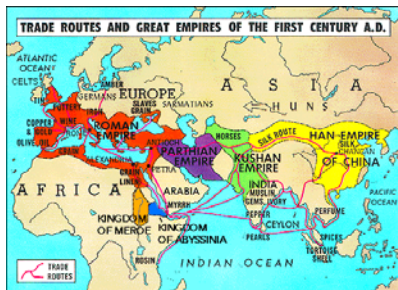 TRADE ROUTES AND GREAT EMPIRES OF THE FIRST CENTURY A.D.
ATLANTIC
OCEAN
CELTS
TIN
AMBER
GERMANS
EUROPE
SLAVES
GRAIN
SARMATIANS
ASIA
HUNS
POTTERY
IRON
WINE
COPPER
& GOLD
OLIVE OIL
ROMAN
EMPIRE
GRAIN
ALEXANDRIA
ANTIOCH
PETRA
GRAIN
LINEN
PARTHIAN
EMPIRE
HORSES
SILK ROUTE
KUSHAN
EMPIRE
HAN EMPIRE
SILK
CHANGAN
OF CHINA
AFRICA
ARABIA
MYRRH
INDIA
MUSLIN
GEMS, IVORY
PACIFIC
OCEAN
KINGDOM
OF MEROE
KINGDOM
OF ABYSSINIA
PEPPER
CEYLON
PEARLS
PERFUME
SPICES
TORTOISE
SHELL
ROSIN
INDIAN OCEAN
TRADE
ROUTES